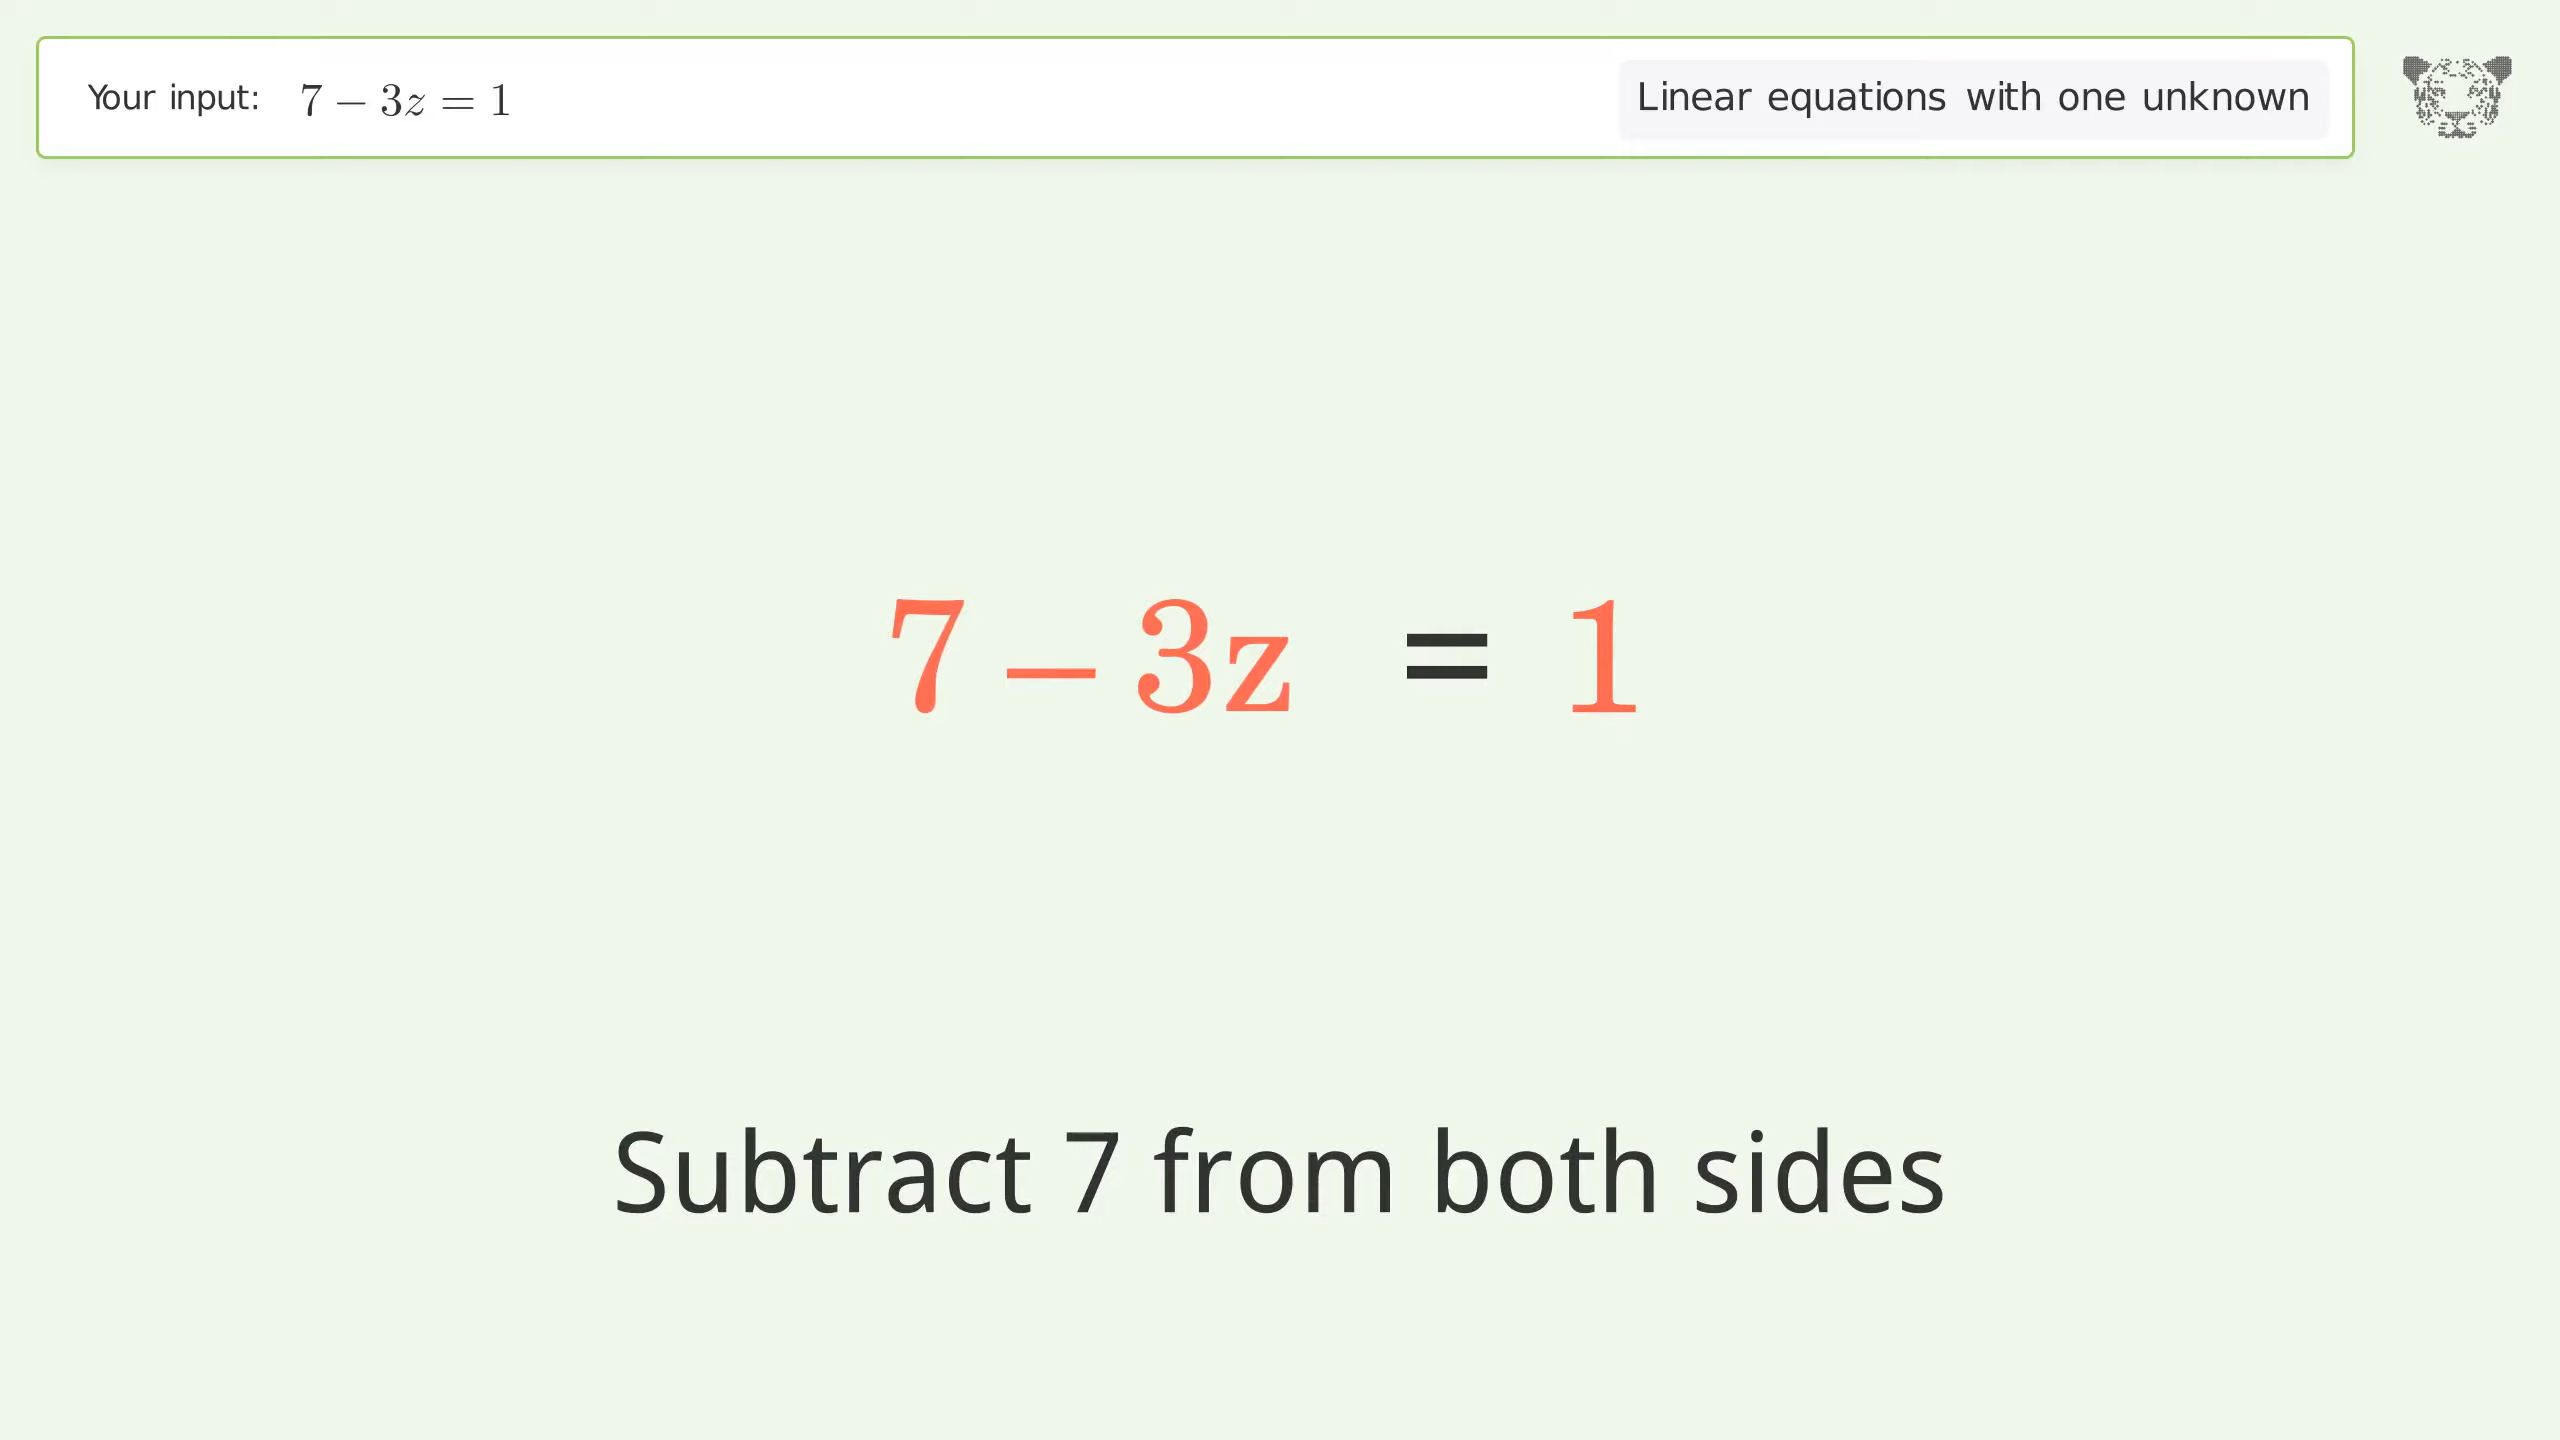 Your input: 7 − 3z = 1
Linear equations with one unknown
7 − 3z = 1
Subtract 7 from both sides